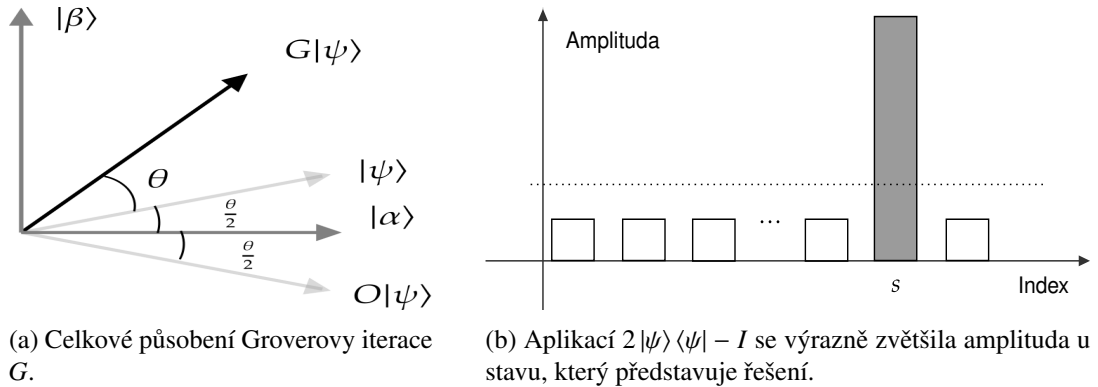 |β⟩
G|ψ⟩
|ψ⟩
θ
θ/2
|α⟩
θ/2
O|ψ⟩
(a) Celkové působení Groverovy iterace
G.
Amplituda
...
s
Index
(b) Aplikací 2 |ψ⟩ ⟨ψ| − I se výrazně zvětšila amplituda u
stavu, který představuje řešení.